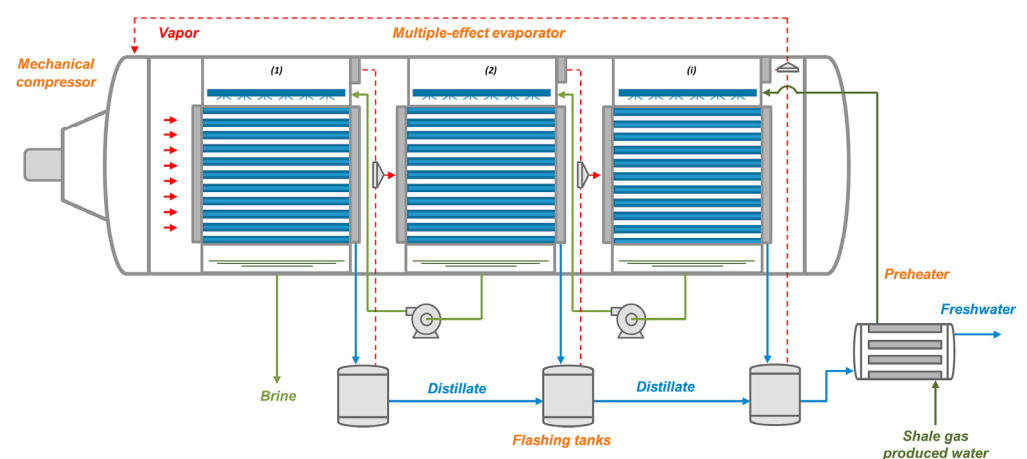 Vapor
Multiple-effect evaporator
Mechanical
compressor
(1)
(2)
(i)
Preheater
Freshwater
Brine
Distillate
Distillate
Flashing tanks
Shale gas
produced water